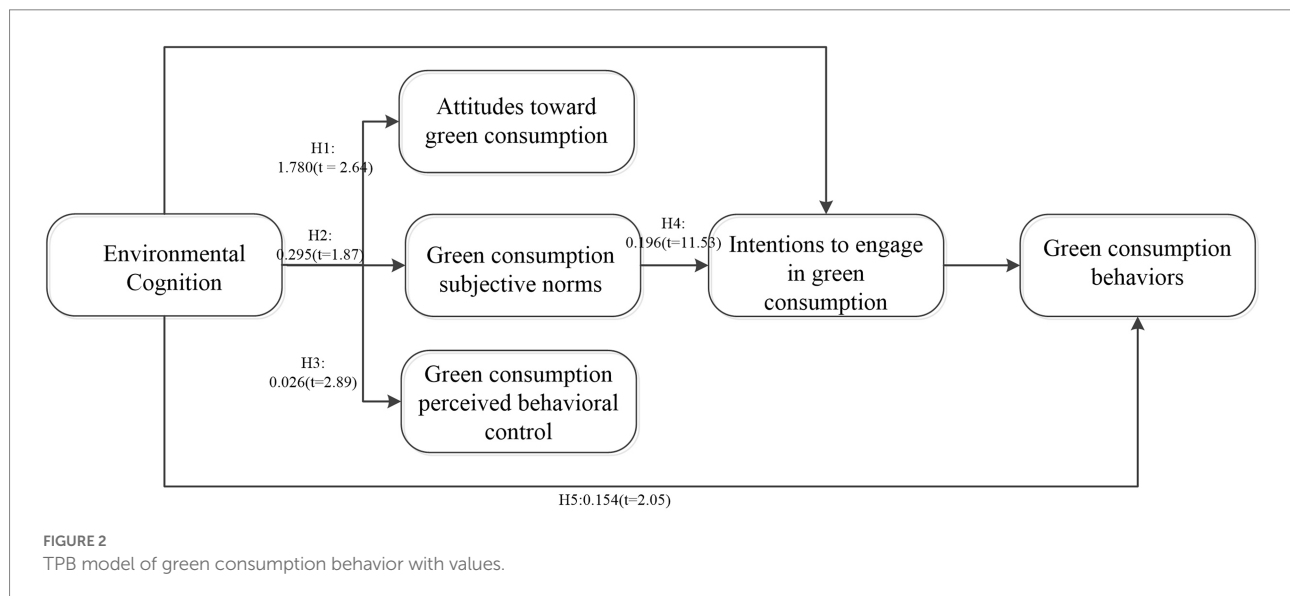 Attitudes toward
green consumption
H1:
1.780(t = 2.64)
Environmental
Cognition
H2:
0.295(t=1.87)
Green consumption
subjective norms
H4:
0.196(t=11.53)
Intentions to engage
in green
consumption
Green consumption
behaviors
H3:
0.026(t=2.89)
Green consumption
perceived behavioral
control
H5:0.154(t=2.05)
FIGURE 2
TPB model of green consumption behavior with values.